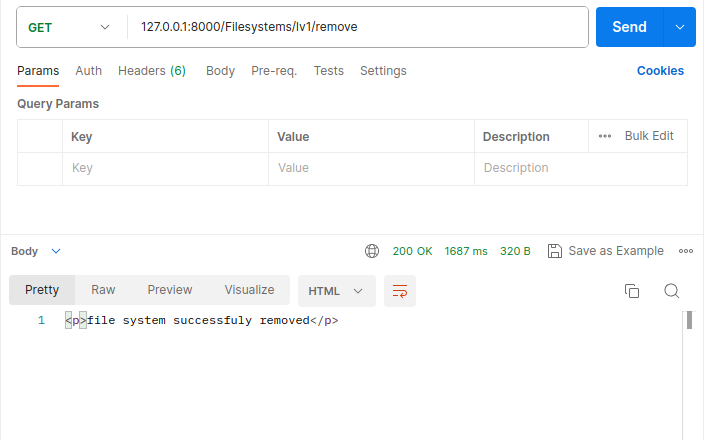 GET 127.0.0.1:8000/Filesystems/lv1/remove Send
Params Auth Headers (6) Body Pre-req. Tests Settings Cookies
Query Params
Key Value Description ••• Bulk Edit
Key Value Description
Body 200 OK 1687 ms 320 B Save as Example
Pretty Raw Preview Visualize HTML
1 <p>file system successfuly removed</p>